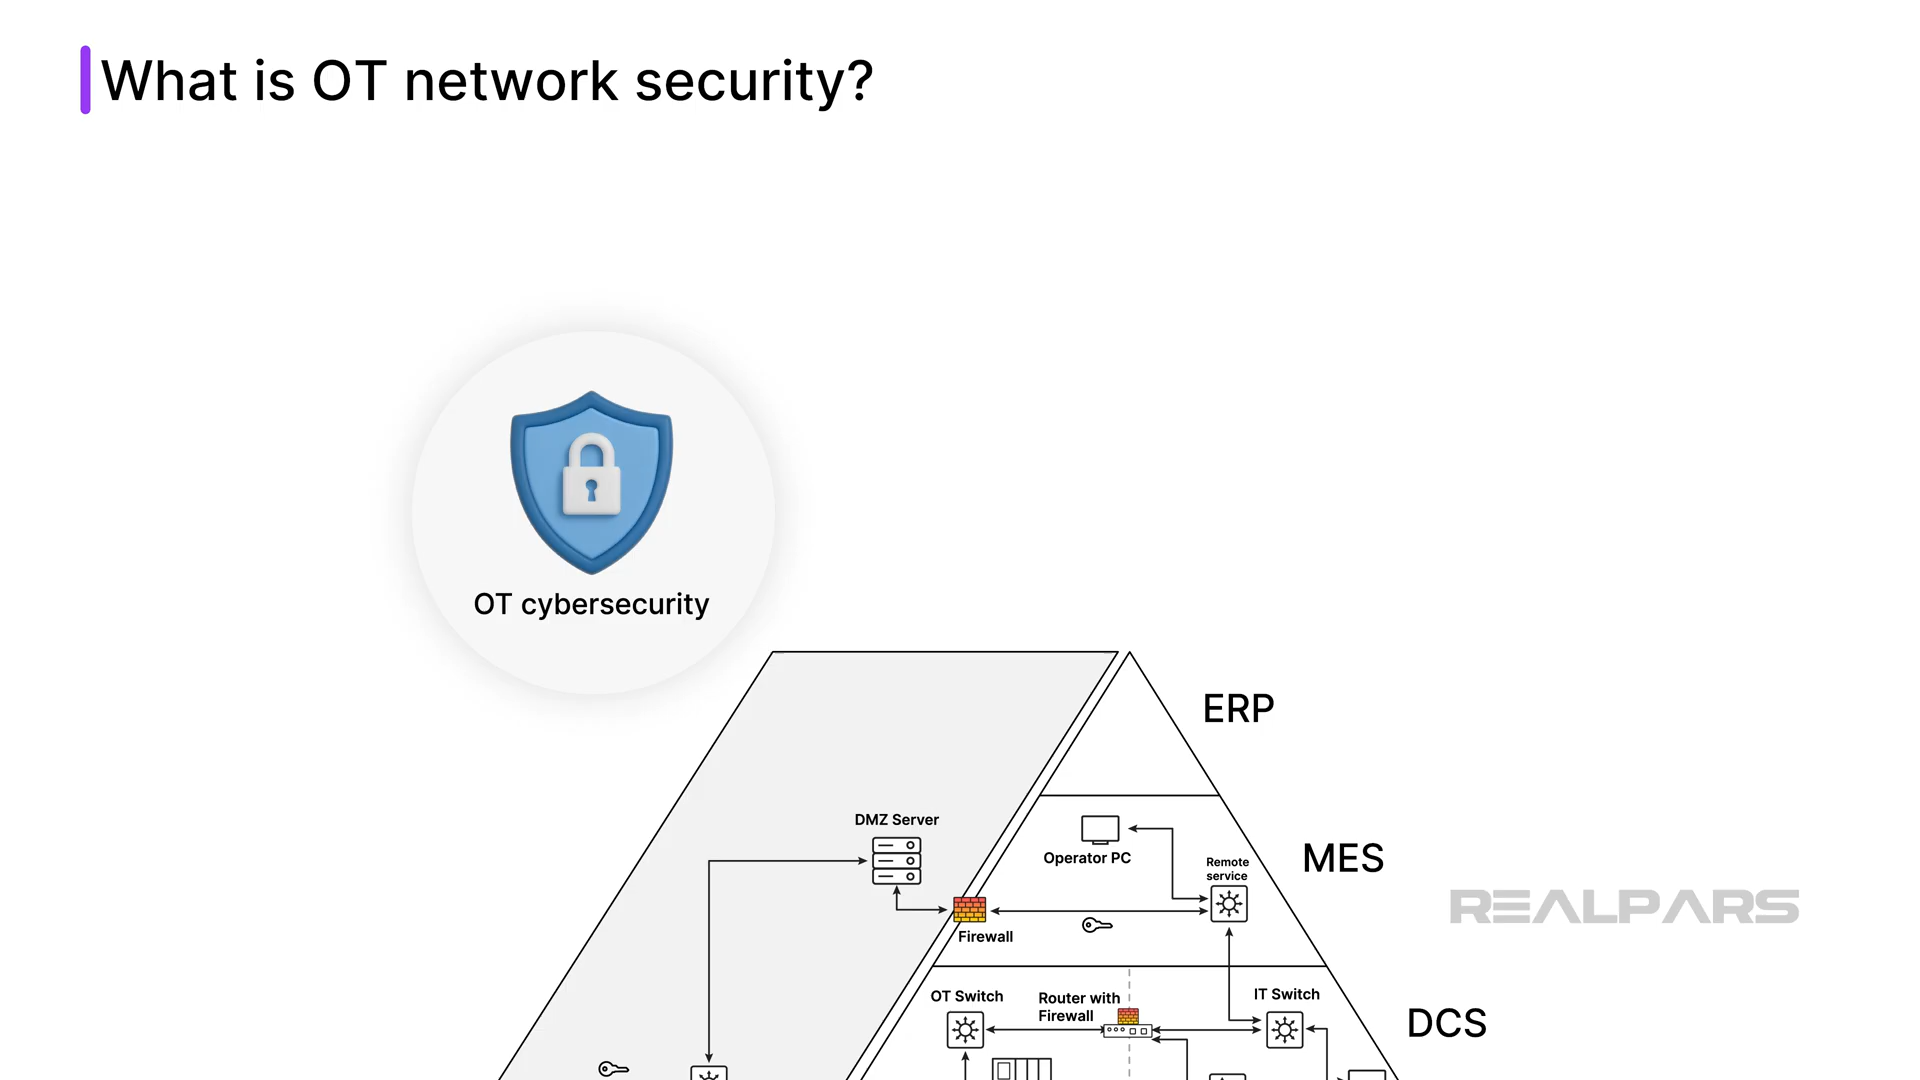 What is OT network security?
OT cybersecurity
ERP
DMZ Server
Operator PC
Remote
service
MES
REALPARS
Firewall
OT Switch
Router with
Firewall
IT Switch
DCS